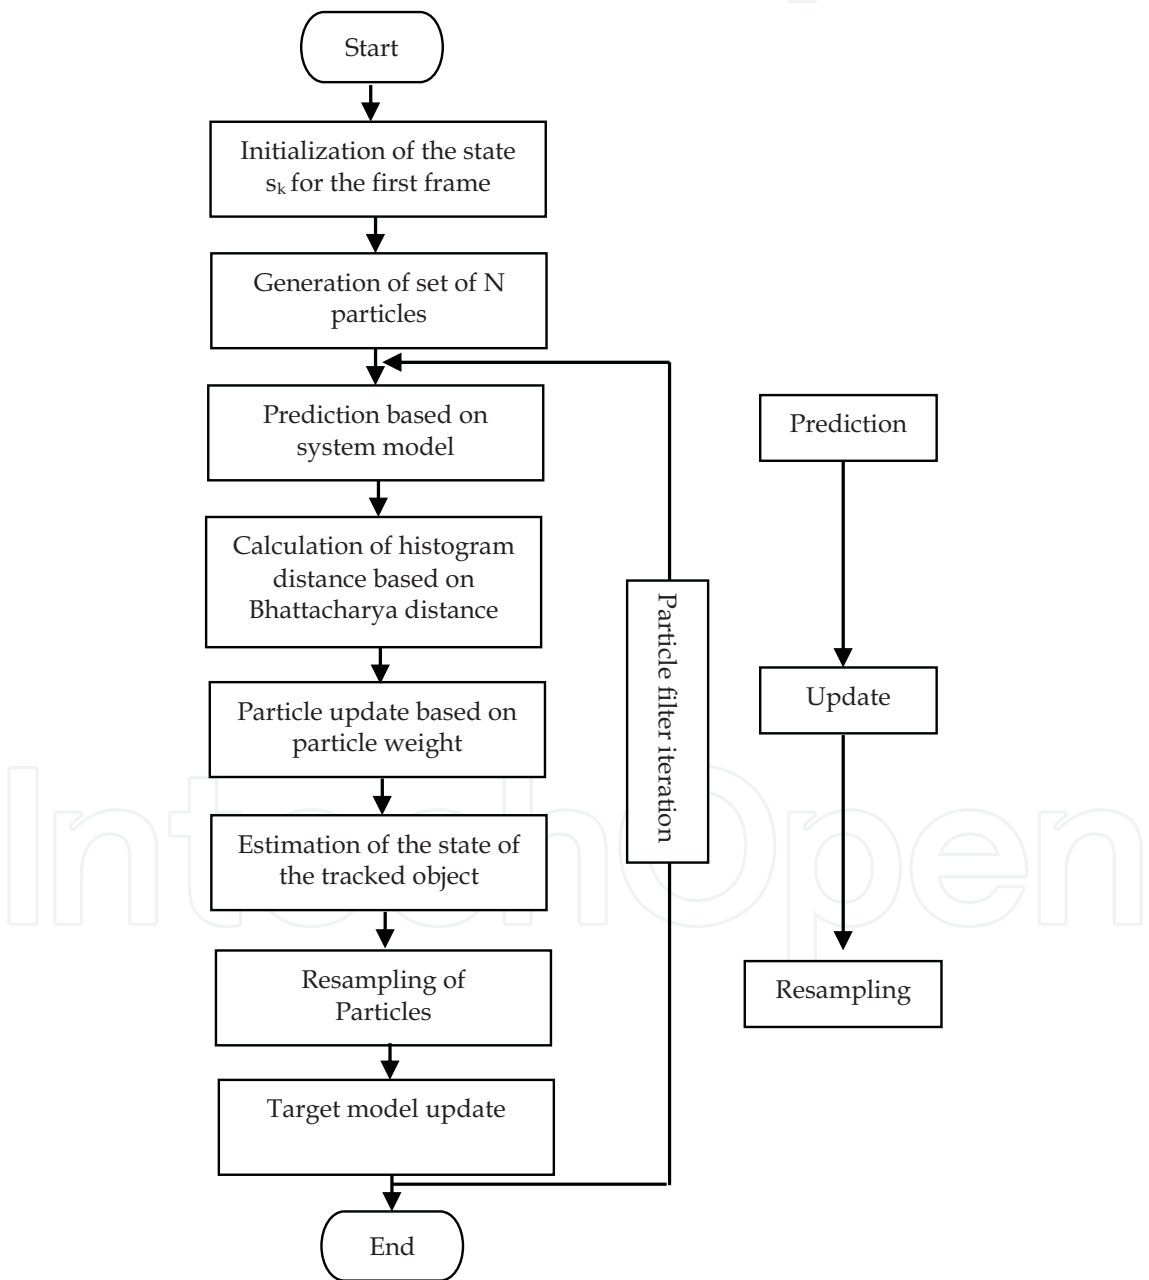 Start
Initialization of the state
sₖ for the first frame
Generation of set of N
particles
Prediction based on
system model
Calculation of histogram
distance based on
Bhattacharya distance
Particle update based on
particle weight
Estimation of the state of
the tracked object
Resampling of
Particles
Target model update
End
Particle filter iteration
Prediction
Update
Resampling
IntechOpen